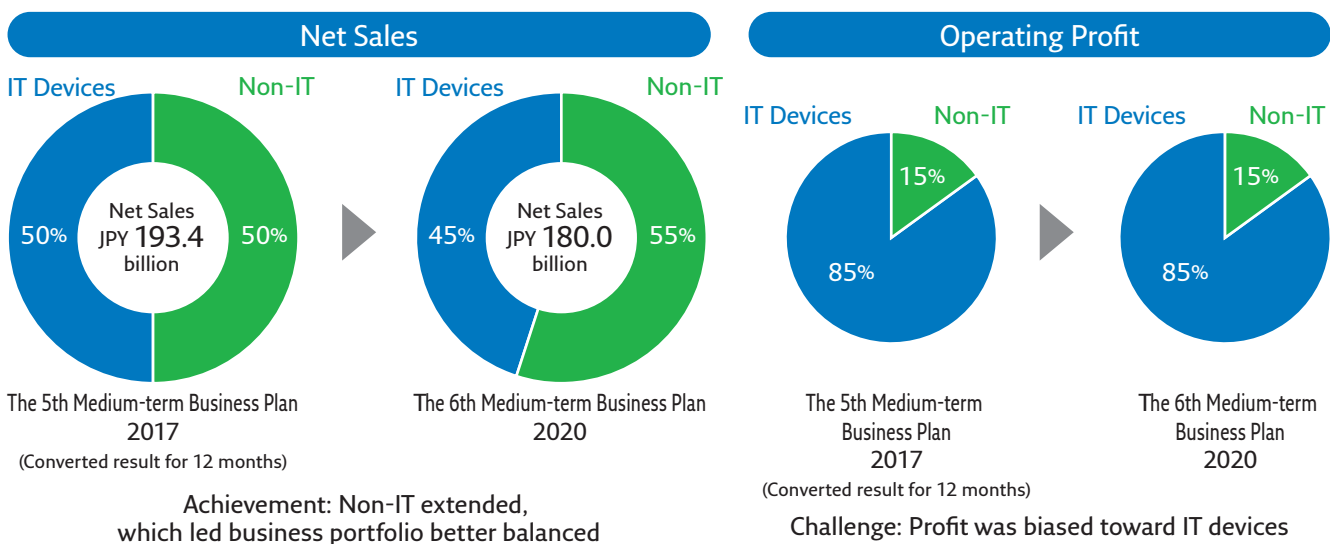 Net Sales
IT Devices
Non-IT
50%
Net Sales
JPY 193.4
billion
50%
The 5th Medium-term Business Plan
2017
(Converted result for 12 months)
IT Devices
Non-IT
45%
Net Sales
JPY 180.0
billion
55%
The 6th Medium-term Business Plan
2020
Achievement: Non-IT extended,
which led business portfolio better balanced
Operating Profit
IT Devices
Non-IT
15%
85%
The 5th Medium-term
Business Plan
2017
(Converted result for 12 months)
IT Devices
Non-IT
15%
85%
The 6th Medium-term
Business Plan
2020
Challenge: Profit was biased toward IT devices